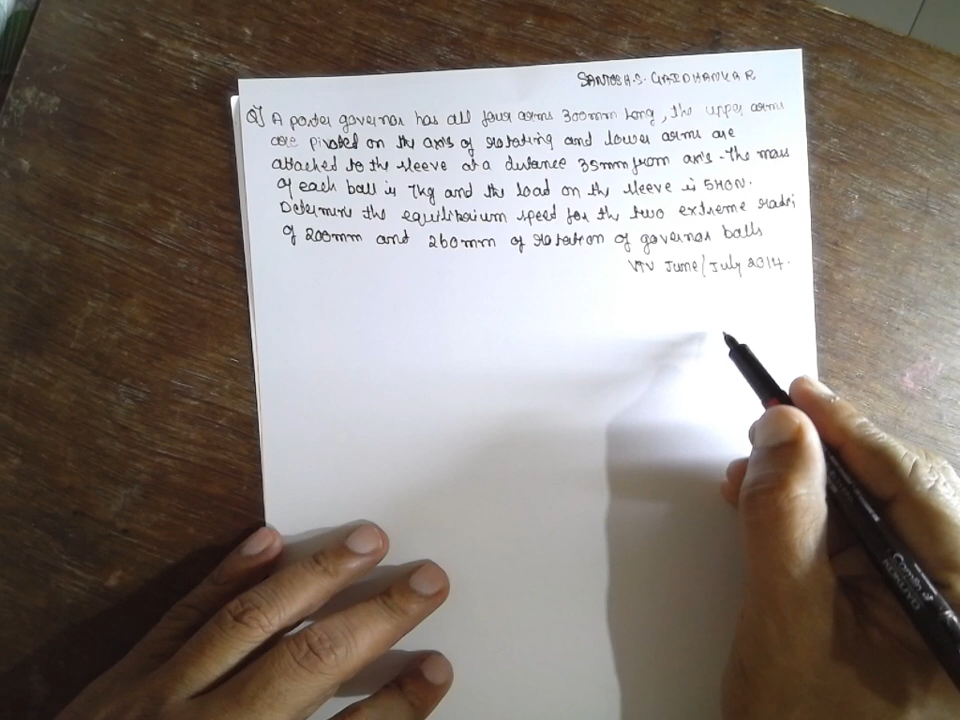 SANTOSH.S. GAIDHANKAR
Q] A porter governor has all four arms 300mm long, the upper arms
are pivoted on the axis of rotating and lower arms are
attached to the sleeve at a distance 35mm from axis. The mass
of each ball is 7kg and the load on the sleeve is 540N.
Determine the equilibrium speed for the two extreme radii
of 200mm and 260mm of rotation of governor balls
VTU June/July 2014.